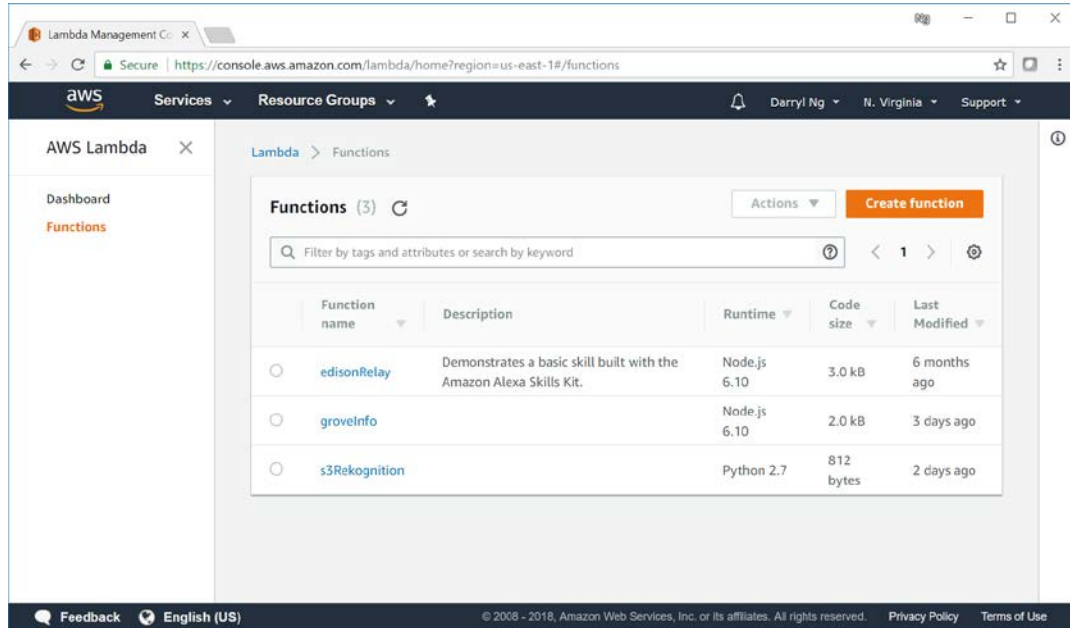 Lambda Management Co
Secure | https://console.aws.amazon.com/lambda/home?region=us-east-1#/functions
aws Services Resource Groups Darryl Ng N. Virginia Support
AWS Lambda
Lambda > Functions
Dashboard
Functions
Functions (3)
Actions Create function
Filter by tags and attributes or search by keyword
1
Function name Description Runtime Code size Last Modified
edisonRelay Demonstrates a basic skill built with the Amazon Alexa Skills Kit. Node.js 6.10 3.0 kB 6 months ago
groveInfo Node.js 6.10 2.0 kB 3 days ago
s3Rekognition Python 2.7 812 bytes 2 days ago
Feedback English (US) © 2008 - 2018, Amazon Web Services, Inc. or its affiliates. All rights reserved. Privacy Policy Terms of Use